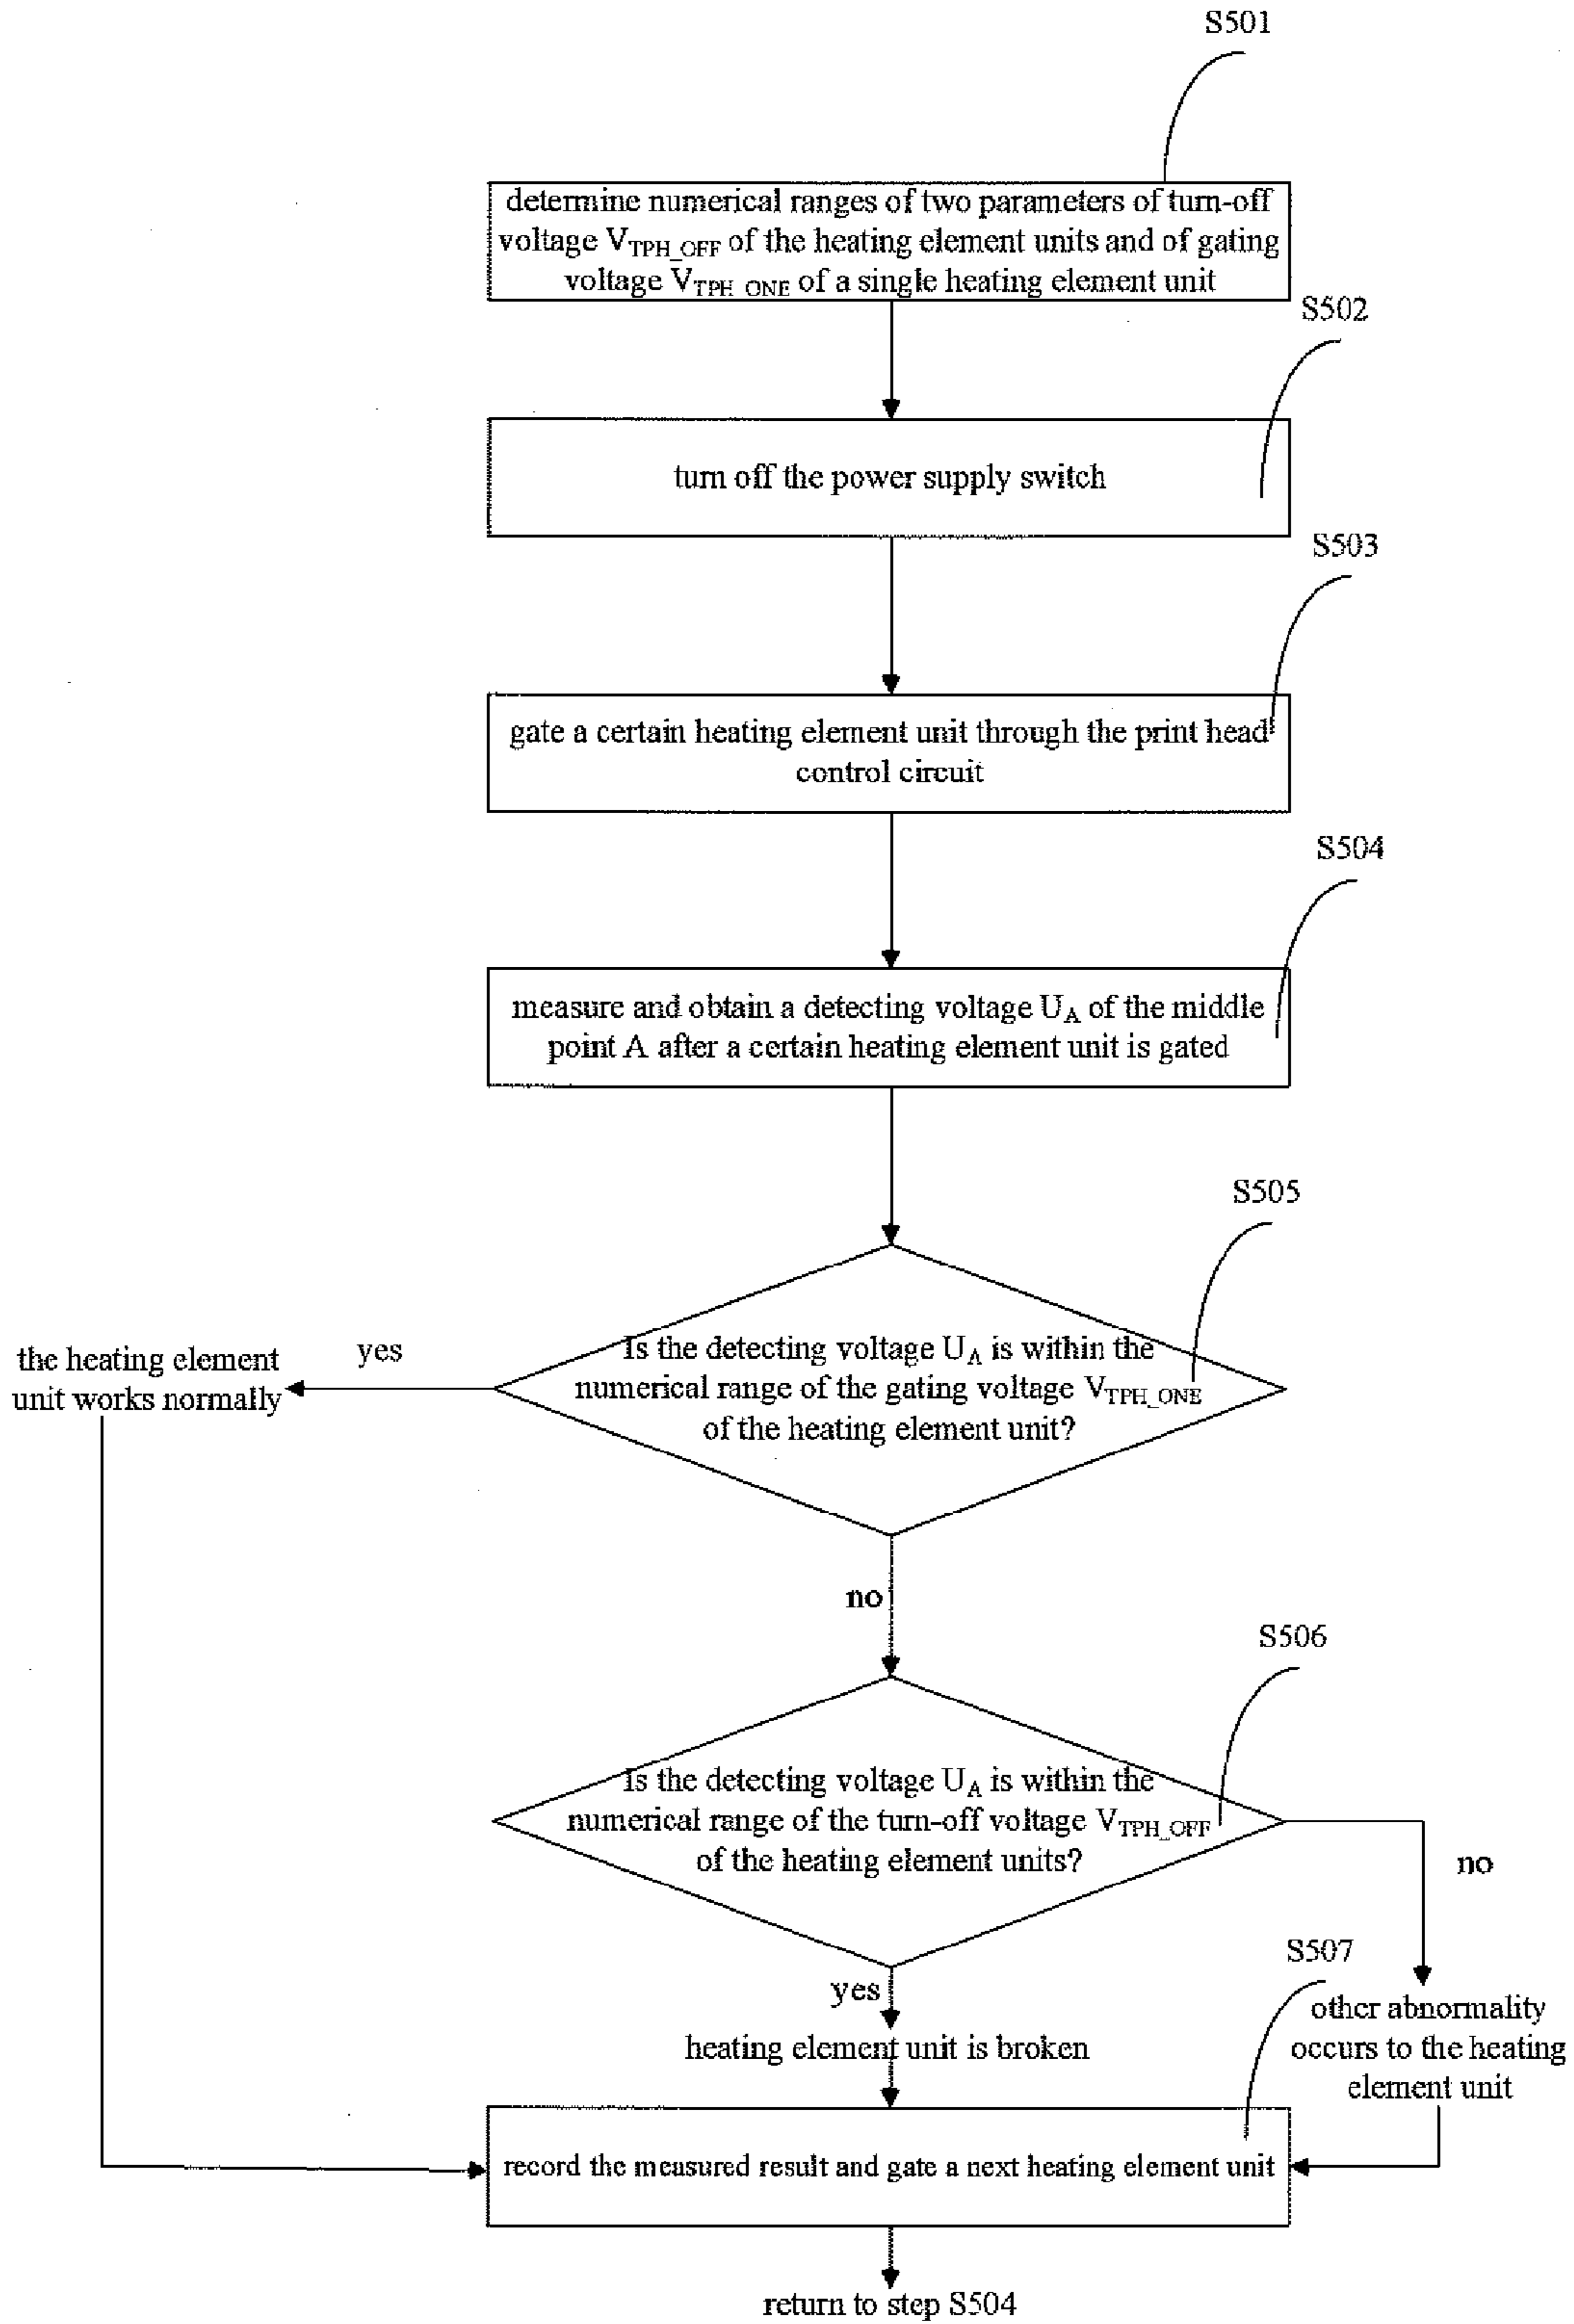 S501
determine numerical ranges of two parameters of turn-off
voltage V_TPH_OFF of the heating element units and of gating
voltage V_TPH_ONE of a single heating element unit
S502
turn off the power supply switch
S503
gate a certain heating element unit through the print head
control circuit
S504
measure and obtain a detecting voltage U_A of the middle
point A after a certain heating element unit is gated
S505
Is the detecting voltage U_A is within the
numerical range of the gating voltage V_TPH_ONE
of the heating element unit?
yes
the heating element
unit works normally
no
S506
Is the detecting voltage U_A is within the
numerical range of the turn-off voltage V_TPH_OFF
of the heating element units?
no
yes
S507
other abnormality
occurs to the heating
element unit
heating element unit is broken
record the measured result and gate a next heating element unit
return to step S504